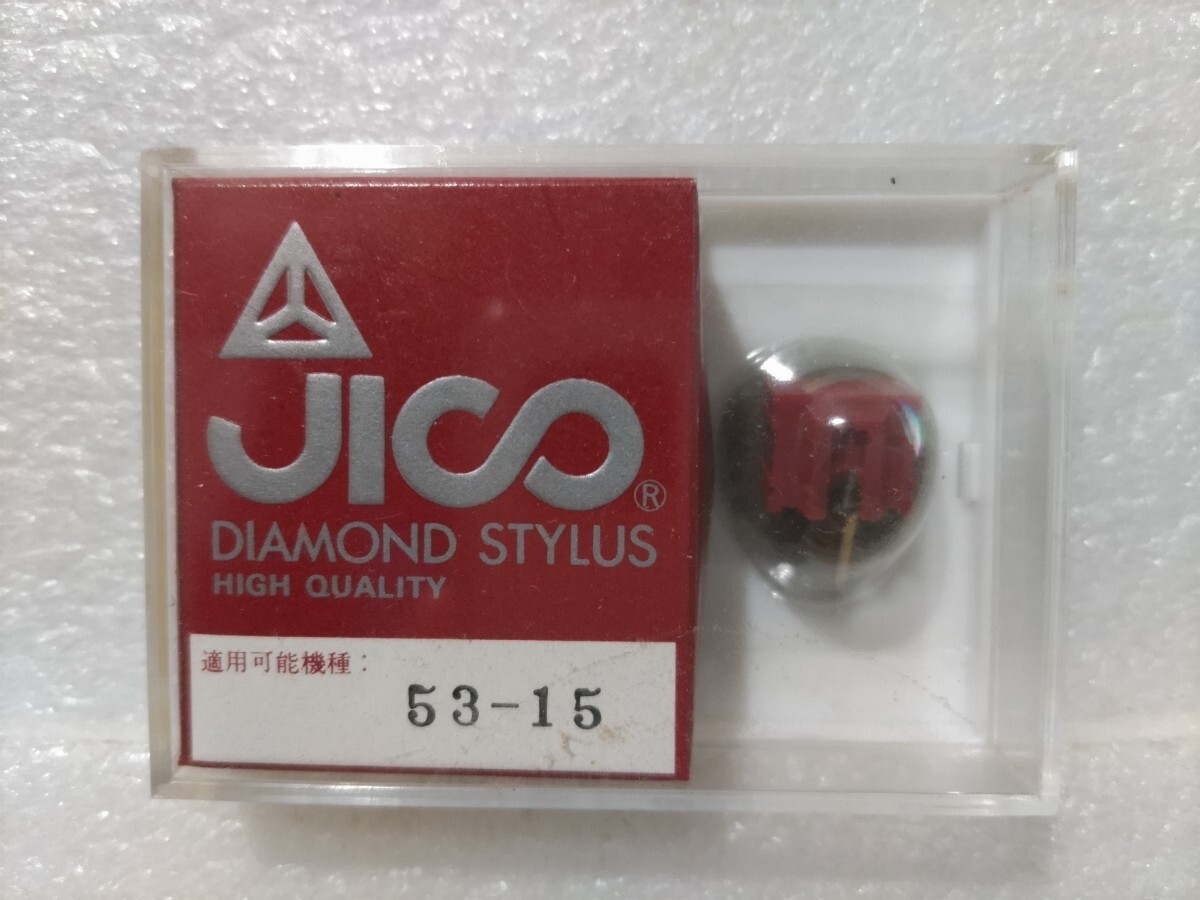 JICO®
DIAMOND STYLUS
HIGH QUALITY
適用可能機種：
53-15